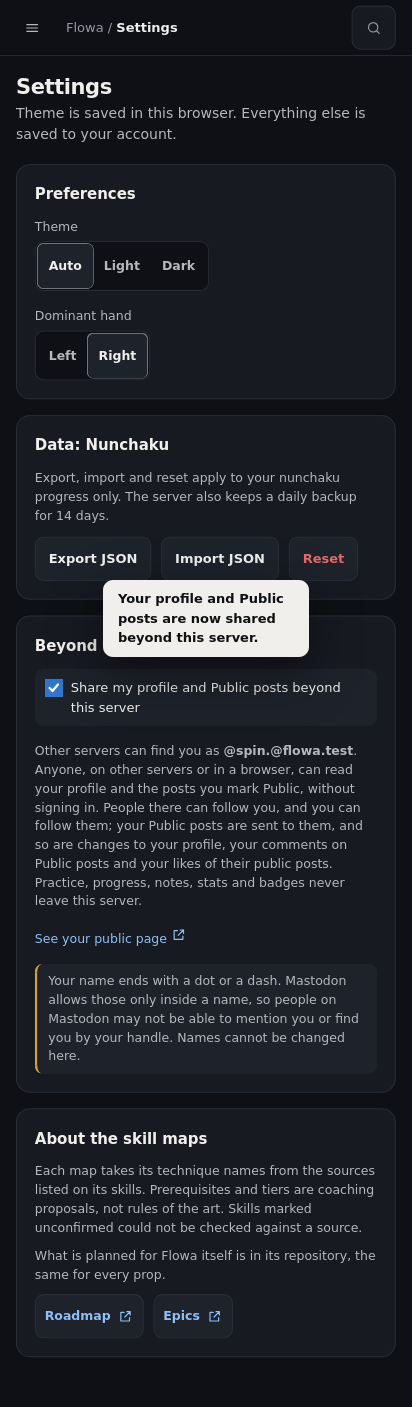 Flowa / Settings
Settings
Theme is saved in this browser. Everything else is
saved to your account.
Preferences
Theme
Auto Light Dark
Dominant hand
Left Right
Data: Nunchaku
Export, import and reset apply to your nunchaku
progress only. The server also keeps a daily backup
for 14 days.
Export JSON Import JSON Reset
Your profile and Public
posts are now shared
beyond this server.
Beyond
Share my profile and Public posts beyond
this server
Other servers can find you as @spin.@flowa.test.
Anyone, on other servers or in a browser, can read
your profile and the posts you mark Public, without
signing in. People there can follow you, and you can
follow them; your Public posts are sent to them, and
so are changes to your profile, your comments on
Public posts and your likes of their public posts.
Practice, progress, notes, stats and badges never
leave this server.
See your public page
Your name ends with a dot or a dash. Mastodon
allows those only inside a name, so people on
Mastodon may not be able to mention you or find
you by your handle. Names cannot be changed
here.
About the skill maps
Each map takes its technique names from the sources
listed on its skills. Prerequisites and tiers are coaching
proposals, not rules of the art. Skills marked
unconfirmed could not be checked against a source.
What is planned for Flowa itself is in its repository, the
same for every prop.
Roadmap Epics